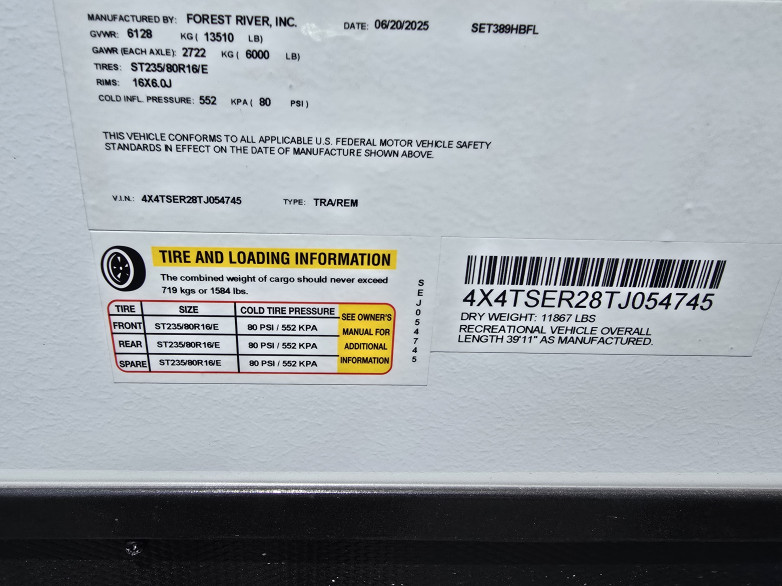 MANUFACTURED BY: FOREST RIVER, INC. DATE: 06/20/2025 SET389HBFL
GVWR: 6128 KG ( 13510 LB)
GAWR (EACH AXLE): 2722 KG ( 6000 LB)
TIRES: ST235/80R16/E
RIMS: 16X6.0J
COLD INFL. PRESSURE: 552 KPA ( 80 PSI )
THIS VEHICLE CONFORMS TO ALL APPLICABLE U.S. FEDERAL MOTOR VEHICLE SAFETY
STANDARDS IN EFFECT ON THE DATE OF MANUFACTURE SHOWN ABOVE.
V.I.N.: 4X4TSER28TJ054745 TYPE: TRA/REM
TIRE AND LOADING INFORMATION
The combined weight of cargo should never exceed
719 kgs or 1584 lbs.
TIRE SIZE COLD TIRE PRESSURE SEE OWNER'S
FRONT ST235/80R16/E 80 PSI / 552 KPA MANUAL FOR
REAR ST235/80R16/E 80 PSI / 552 KPA ADDITIONAL
SPARE ST235/80R16/E 80 PSI / 552 KPA INFORMATION
SEJ054745
4X4TSER28TJ054745
DRY WEIGHT: 11867 LBS
RECREATIONAL VEHICLE OVERALL
LENGTH 39'11" AS MANUFACTURED.